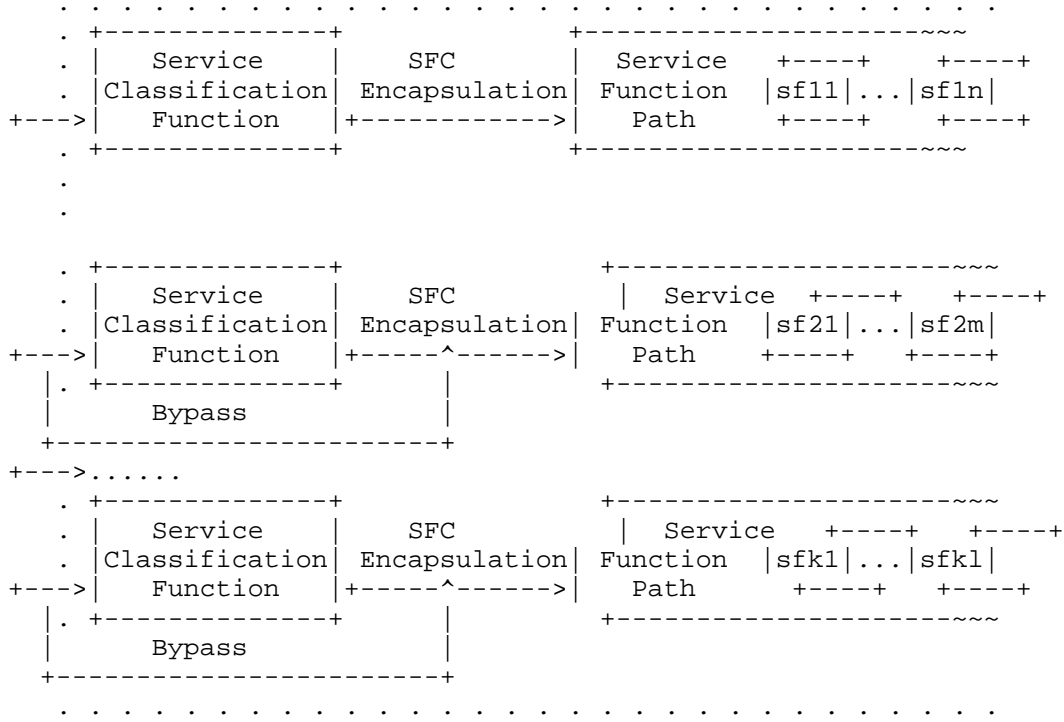 . . . . . . . . . . . . . . . . . . . . . . . . . . . . . .
. +--------------+ +---------------------~~~
. | Service | SFC | Service +----+ +----+
. |Classification| Encapsulation| Function |sf11|...|sf1n|
+--->| Function |+------------>| Path +----+ +----+
. +--------------+ +---------------------~~~
.
.
. +--------------+ +---------------------~~~
. | Service | SFC | Service +----+ +----+
. |Classification| Encapsulation| Function |sf21|...|sf2m|
+--->| Function |+-----^------>| Path +----+ +----+
|. +--------------+ | +---------------------~~~
| Bypass |
+------------------------+
+--->......
. +--------------+ +---------------------~~~
. | Service | SFC | Service +----+ +----+
. |Classification| Encapsulation| Function |sfk1|...|sfkl|
+--->| Function |+-----^------>| Path +----+ +----+
|. +--------------+ | +---------------------~~~
| Bypass |
+------------------------+
. . . . . . . . . . . . . . . . . . . . . . . . . . . . . .